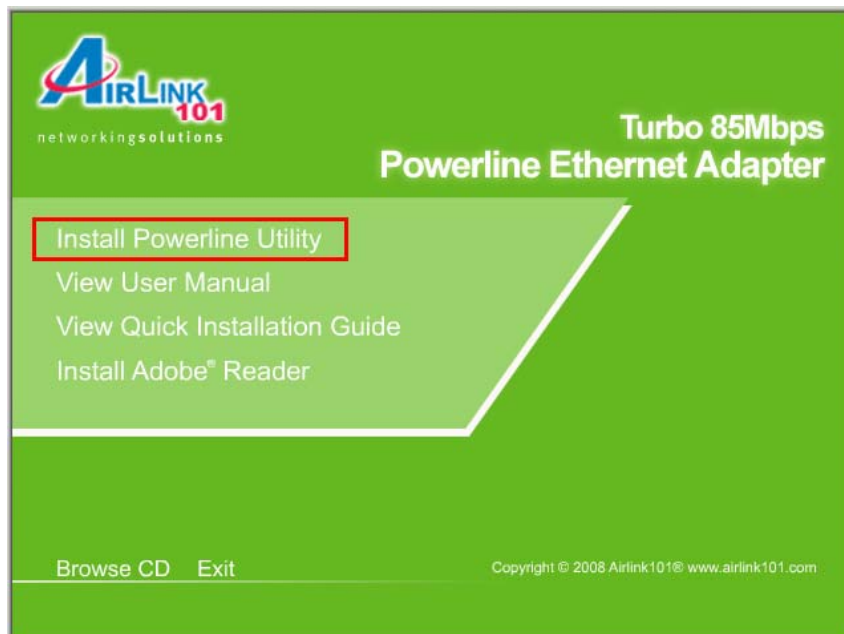 AIRLINK
101
networkingsolutions
Turbo 85Mbps
Powerline Ethernet Adapter
Install Powerline Utility
View User Manual
View Quick Installation Guide
Install Adobe® Reader
Browse CD Exit
Copyright © 2008 Airlink101® www.airlink101.com